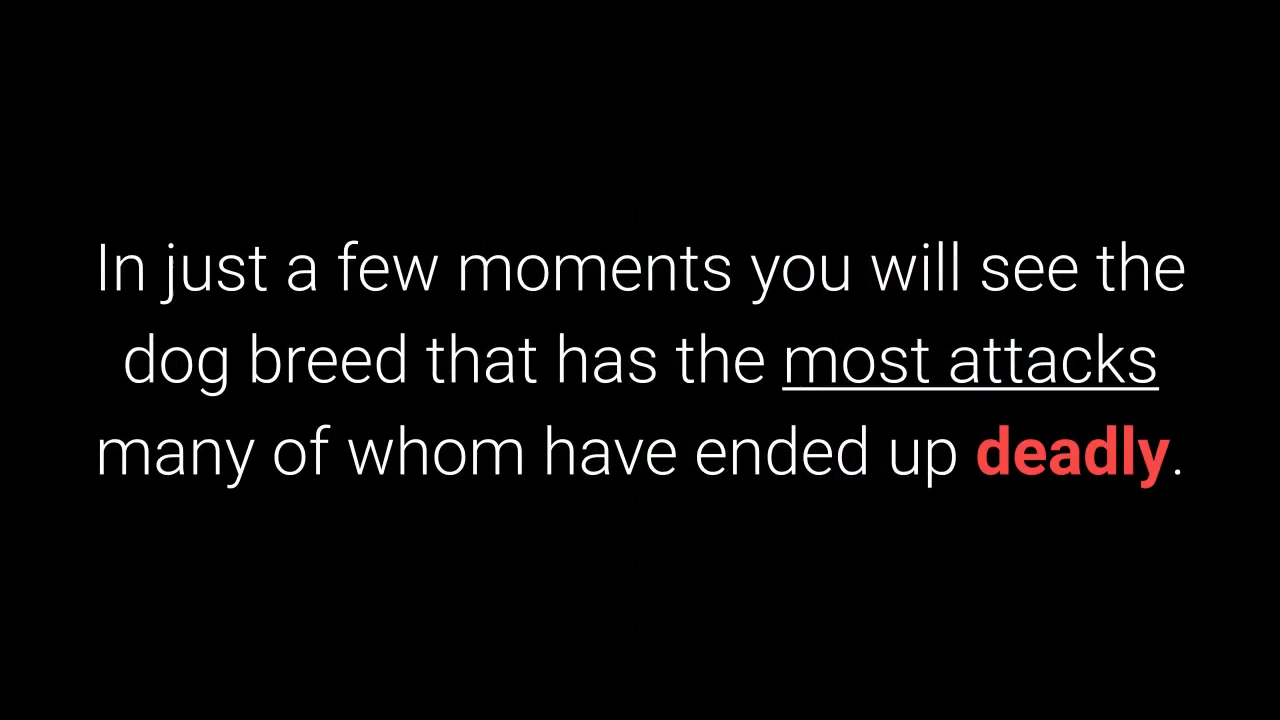 In just a few moments you will see the
dog breed that has the most attacks
many of whom have ended up deadly.